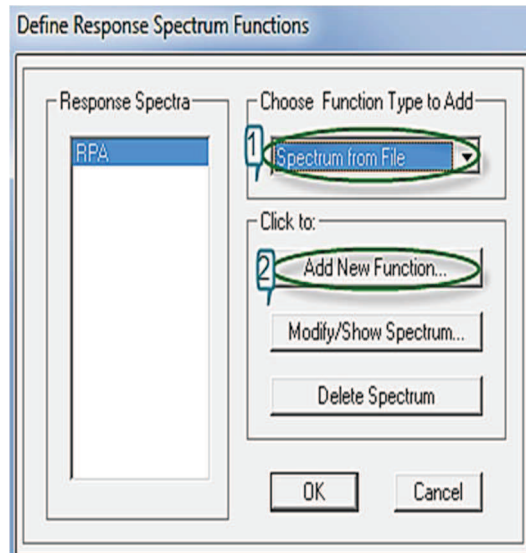 Define Response Spectrum Functions
Response Spectra
RPA
Choose Function Type to Add
1
Spectrum from File
Click to:
2
Add New Function...
Modify/Show Spectrum...
Delete Spectrum
OK
Cancel